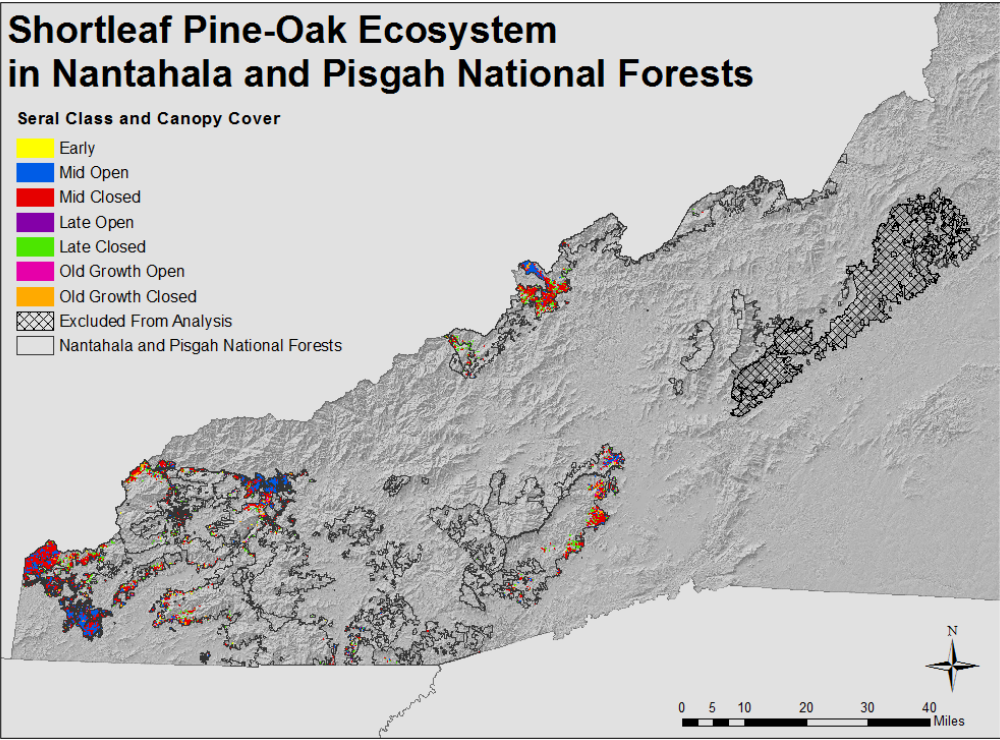 Shortleaf Pine-Oak Ecosystem
in Nantahala and Pisgah National Forests
Seral Class and Canopy Cover
Early
Mid Open
Mid Closed
Late Open
Late Closed
Old Growth Open
Old Growth Closed
Excluded From Analysis
Nantahala and Pisgah National Forests
N
0 5 10 20 30 40
Miles